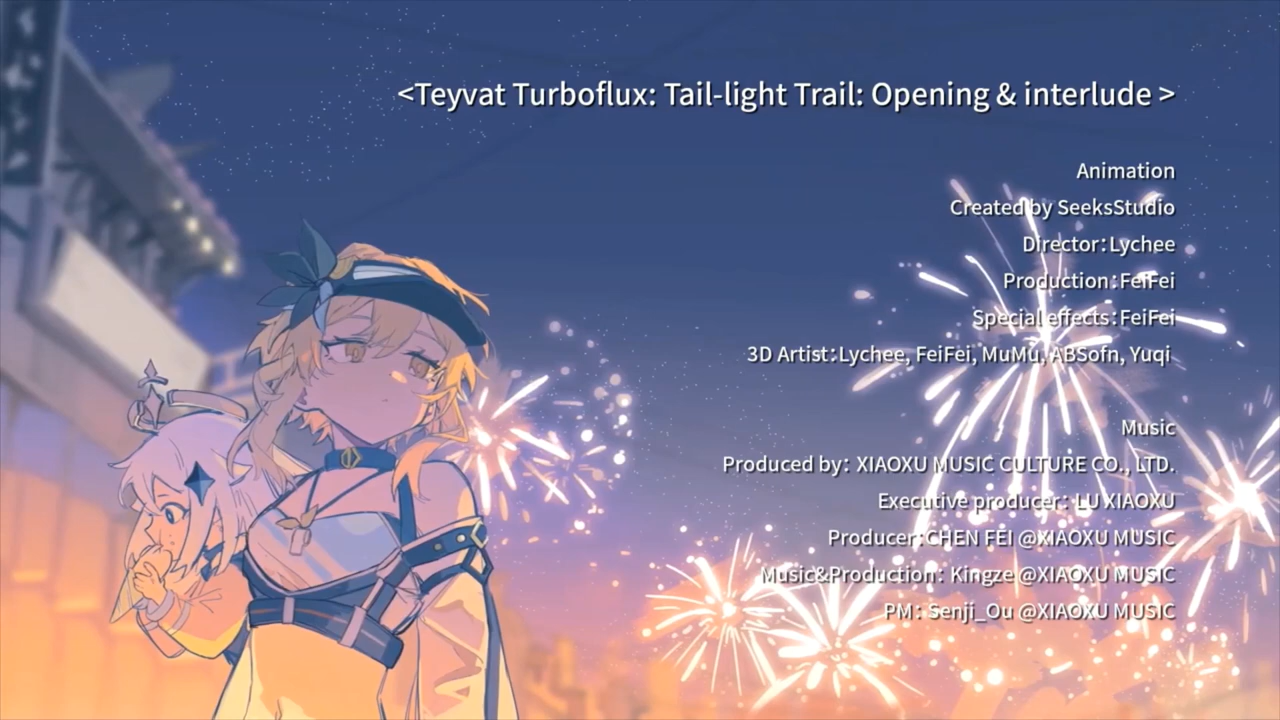 <Teyvat Turboflux: Tail-light Trail: Opening & interlude >
Animation
Created by SeeksStudio
Director：Lychee
Production：FeiFei
Special effects：FeiFei
3D Artist：Lychee, FeiFei, MuMu, ABSofn, Yuqi
Music
Produced by： XIAOXU MUSIC CULTURE CO., LTD.
Executive producer： LU XIAOXU
Producer：CHEN FEI @XIAOXU MUSIC
Music&Production： Kingze @XIAOXU MUSIC
PM： Senji_Ou @XIAOXU MUSIC